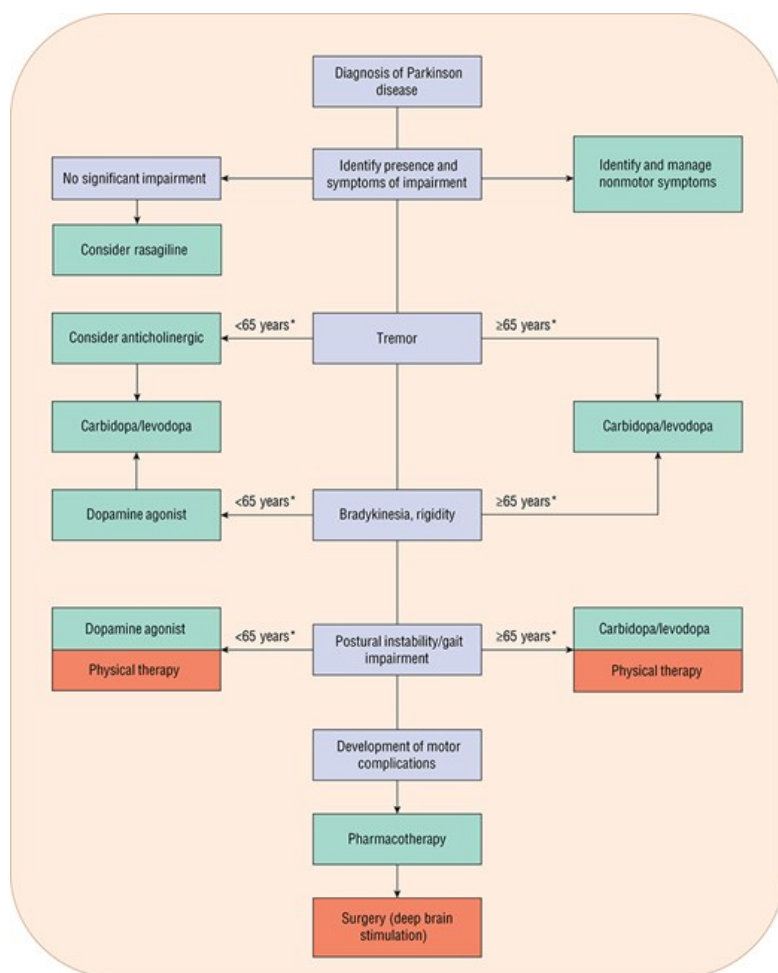 Diagnosis of Parkinson
disease
No significant impairment
Identify presence and
symptoms of impairment
Identify and manage
nonmotor symptoms
Consider rasagiline
Consider anticholinergic
<65 years*
Tremor
≥65 years*
Carbidopa/levodopa
Carbidopa/levodopa
Dopamine agonist
<65 years*
Bradykinesia, rigidity
≥65 years*
Dopamine agonist
Physical therapy
<65 years*
Postural instability/gait
impairment
≥65 years*
Carbidopa/levodopa
Physical therapy
Development of motor
complications
Pharmacotherapy
Surgery (deep brain
stimulation)